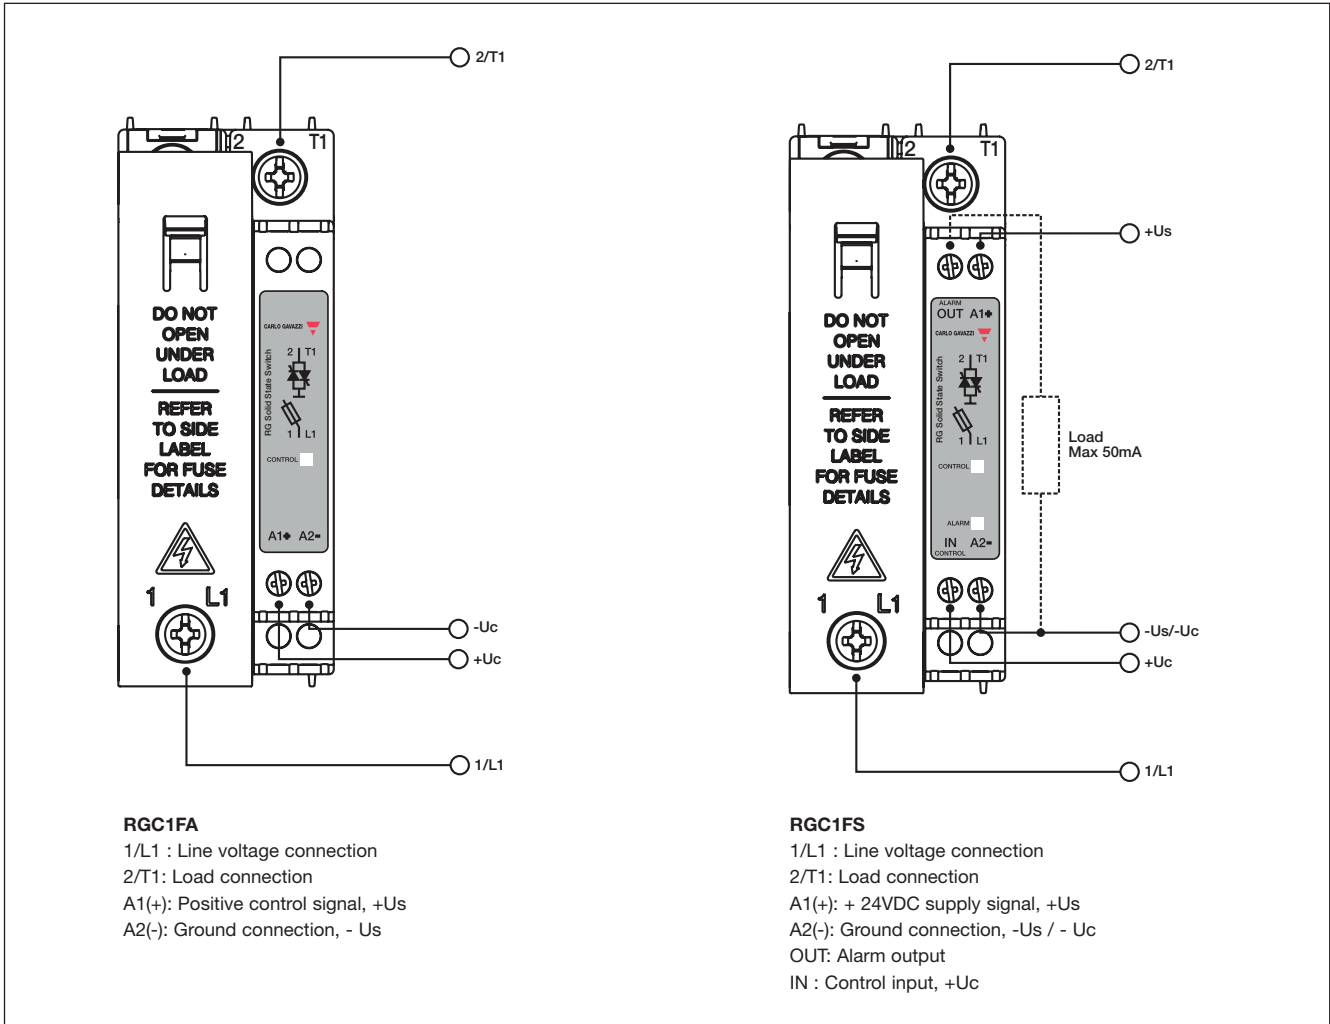 2/T1
2 T1
DO NOT
OPEN
UNDER
LOAD
REFER
TO SIDE
LABEL
FOR FUSE
DETAILS
CARLO GAVAZZI
2 T1
RG Solid State Switch
1 L1
CONTROL
A1+ A2-
1 L1
-Uc
+Uc
1/L1
RGC1FA
1/L1 : Line voltage connection
2/T1: Load connection
A1(+): Positive control signal, +Us
A2(-): Ground connection, - Us
2/T1
2 T1
+Us
DO NOT
OPEN
UNDER
LOAD
REFER
TO SIDE
LABEL
FOR FUSE
DETAILS
ALARM
OUT A1+
CARLO GAVAZZI
2 T1
RG Solid State Switch
1 L1
CONTROL
ALARM
IN A2-
CONTROL
Load
Max 50mA
1 L1
-Us/-Uc
+Uc
1/L1
RGC1FS
1/L1 : Line voltage connection
2/T1: Load connection
A1(+): + 24VDC supply signal, +Us
A2(-): Ground connection, -Us / - Uc
OUT: Alarm output
IN : Control input, +Uc